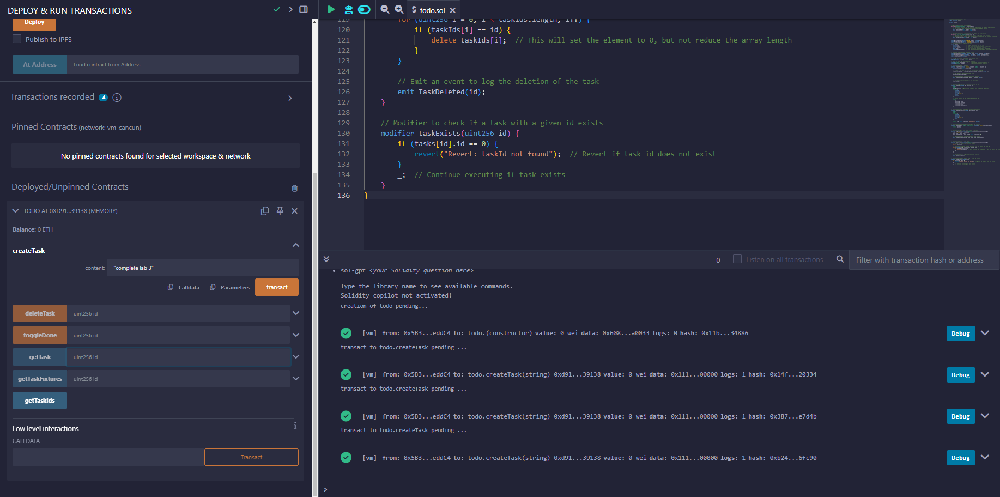 DEPLOY & RUN TRANSACTIONS
Deploy
Publish to IPFS
At Address
Load contract from Address
Transactions recorded 4
Pinned Contracts (network: vm-cancun)
No pinned contracts found for selected workspace & network
Deployed/Unpinned Contracts
TODO AT 0XD91...39138 (MEMORY)
Balance: 0 ETH
createTask
_content: "complete lab 3"
Calldata Parameters transact
deleteTask uint256 id
toggleDone uint256 id
getTask uint256 id
getTaskFixtures uint256 id
getTaskIds
Low level interactions
CALLDATA
Transact
todo.sol
119 for (uint256 i = 0; i < taskIds.length; i++) {
120 if (taskIds[i] == id) {
121 delete taskIds[i];  // This will set the element to 0, but not reduce the array length
122 }
123 }
124
125 // Emit an event to log the deletion of the task
126 emit TaskDeleted(id);
127 }
128
129 // Modifier to check if a task with a given id exists
130 modifier taskExists(uint256 id) {
131 if (tasks[id].id == 0) {
132 revert("Revert: taskId not found");  // Revert if task id does not exist
133 }
134 _;  // Continue executing if task exists
135 }
136 }
0 Listen on all transactions Filter with transaction hash or address
sol-gpt <your Solidity question here>
Type the library name to see available commands.
Solidity copilot not activated!
creation of todo pending...
[vm] from: 0x5B3...eddC4 to: todo.(constructor) value: 0 wei data: 0x608...a0033 logs: 0 hash: 0x11b...34886 Debug
transact to todo.createTask pending ...
[vm] from: 0x5B3...eddC4 to: todo.createTask(string) 0xd91...39138 value: 0 wei data: 0x111...00000 logs: 1 hash: 0x14f...20334 Debug
transact to todo.createTask pending ...
[vm] from: 0x5B3...eddC4 to: todo.createTask(string) 0xd91...39138 value: 0 wei data: 0x111...00000 logs: 1 hash: 0x387...e7d4b Debug
transact to todo.createTask pending ...
[vm] from: 0x5B3...eddC4 to: todo.createTask(string) 0xd91...39138 value: 0 wei data: 0x111...00000 logs: 1 hash: 0xb24...6fc90 Debug
>